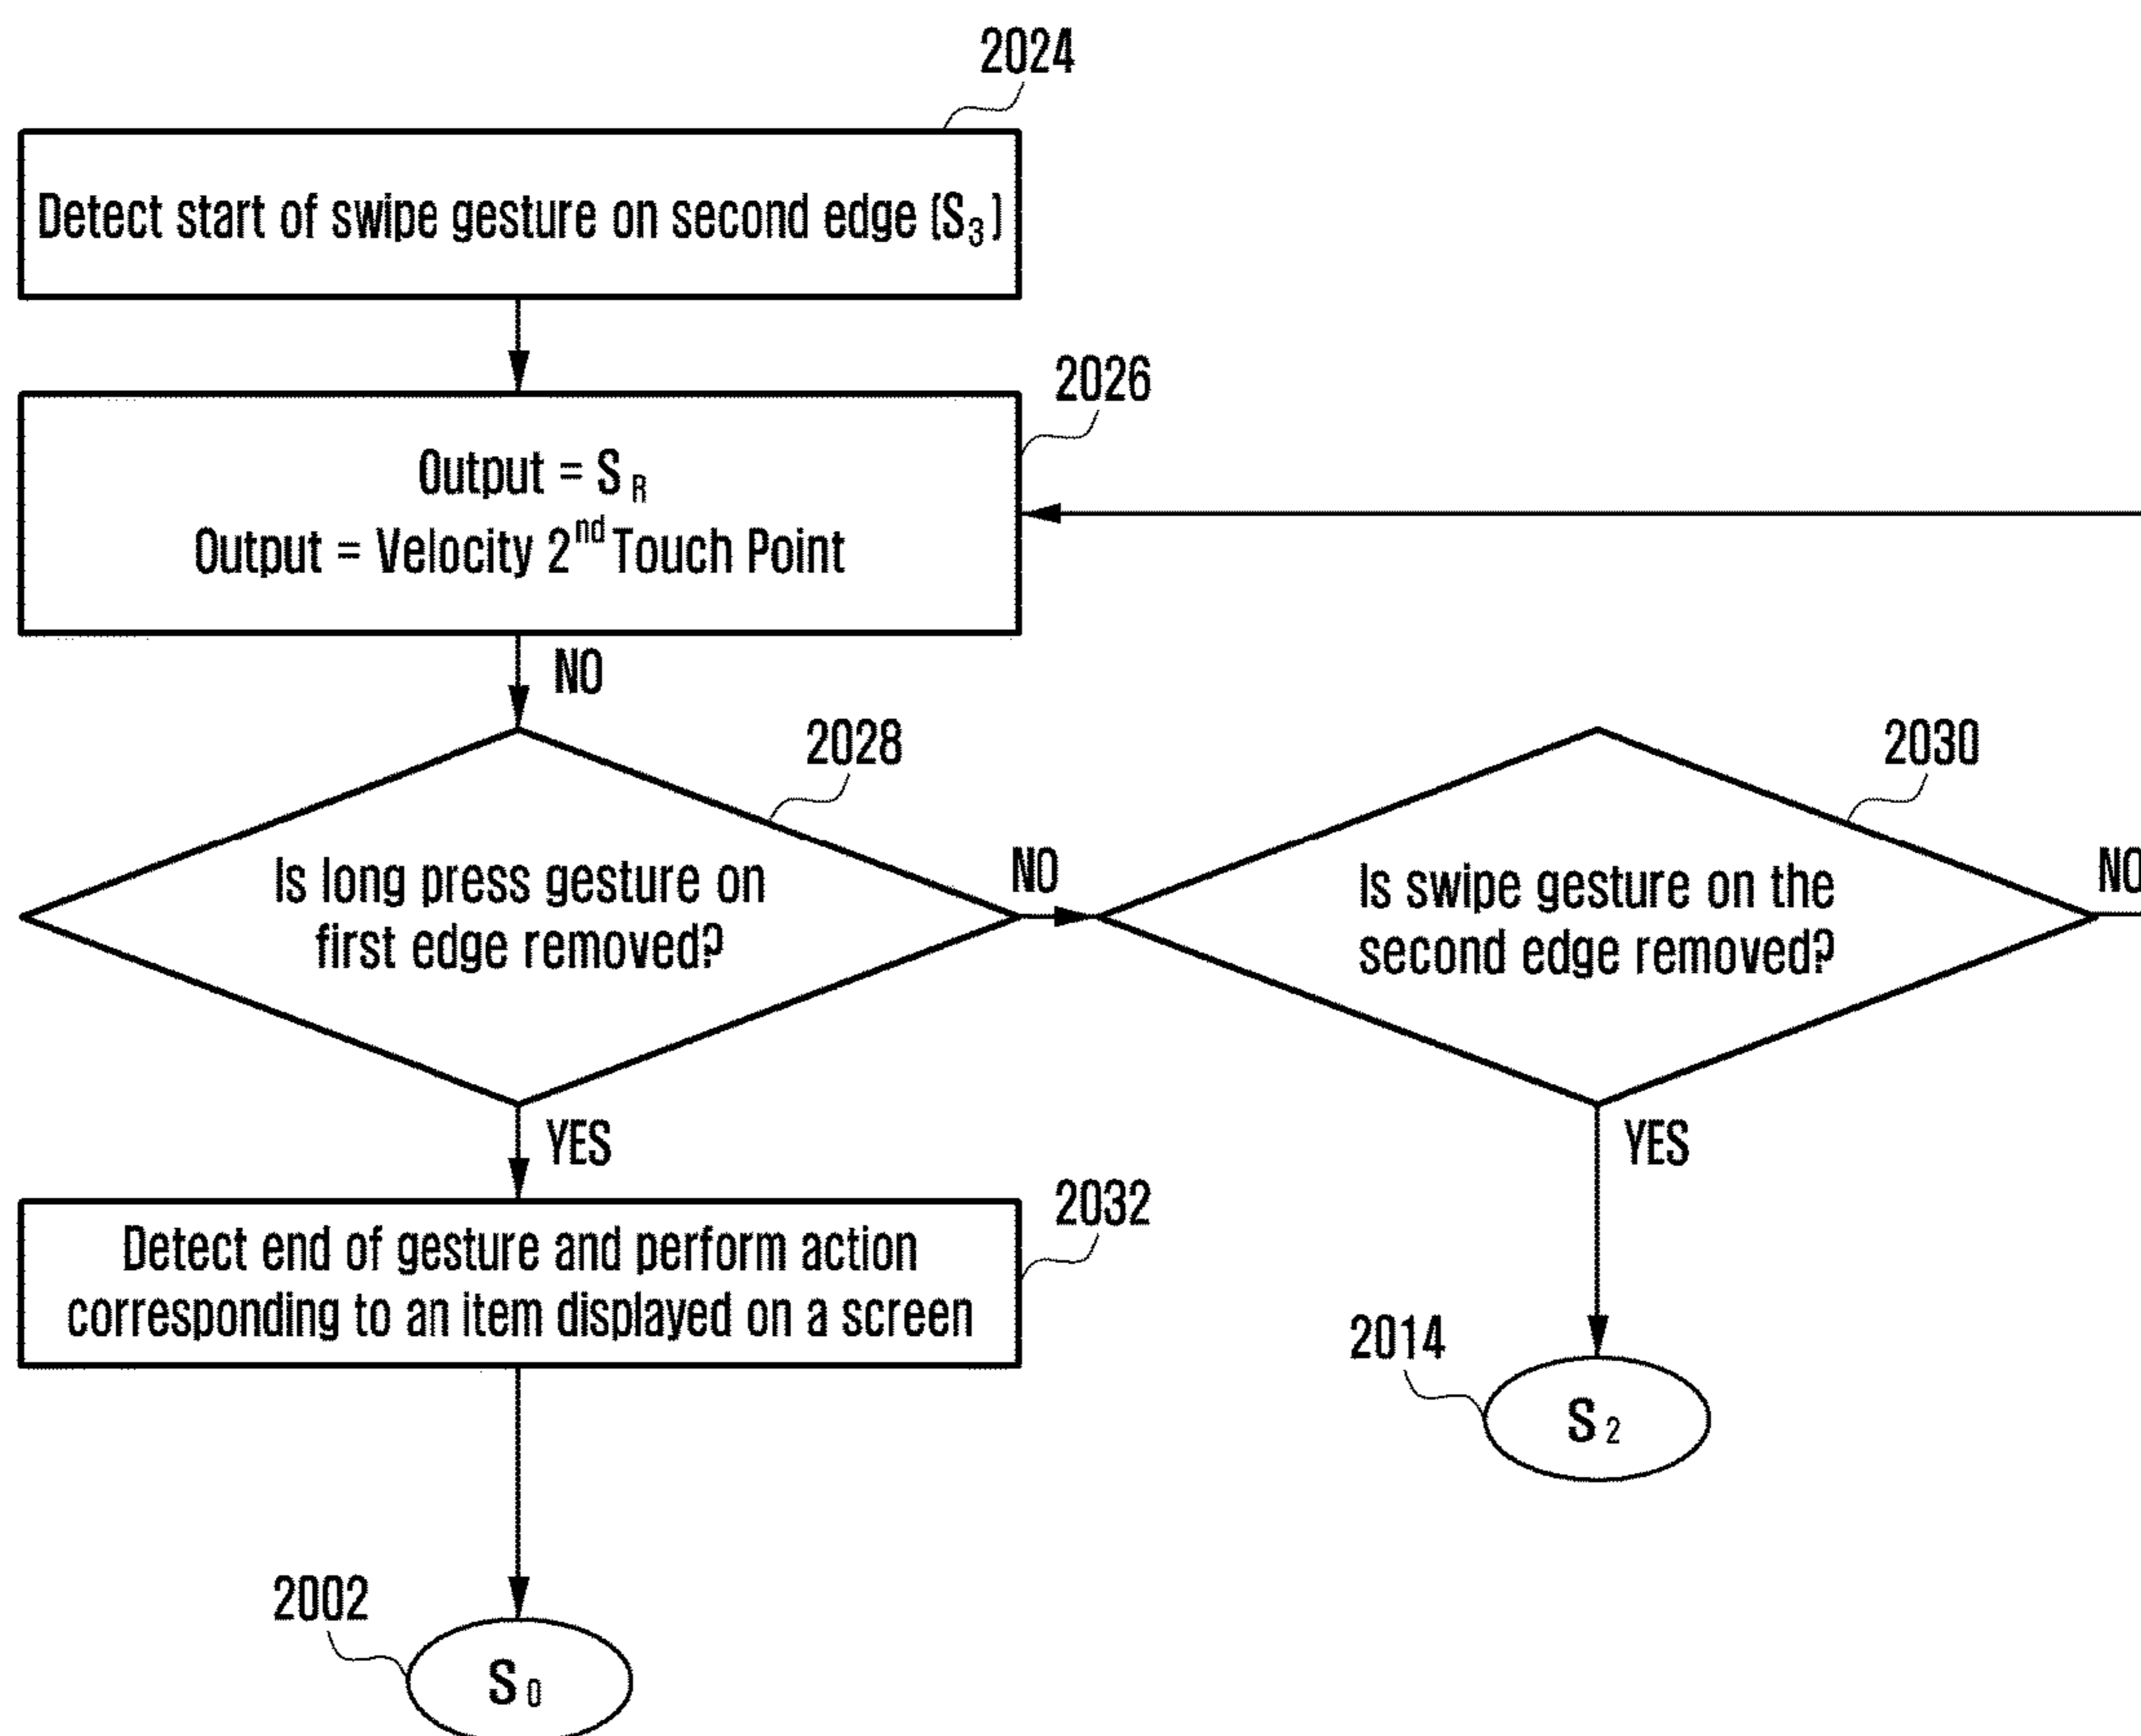 2024
Detect start of swipe gesture on second edge (S3)
2026
Output = SR
Output = Velocity 2nd Touch Point
NO
2028
2030
Is long press gesture on
first edge removed?
NO
Is swipe gesture on the
second edge removed?
NO
YES
YES
2032
Detect end of gesture and perform action
corresponding to an item displayed on a screen
2014
S2
2002
S0